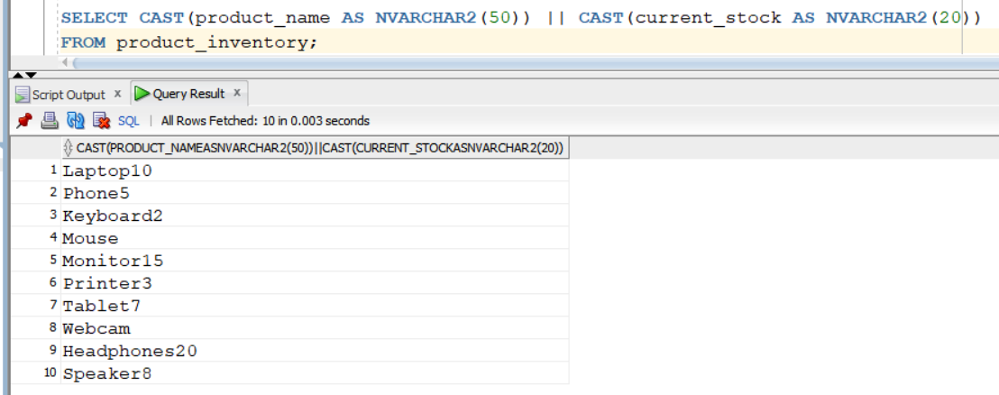 SELECT CAST(product_name AS NVARCHAR2(50)) || CAST(current_stock AS NVARCHAR2(20))
FROM product_inventory;
Script Output x Query Result x
SQL | All Rows Fetched: 10 in 0.003 seconds
CAST(PRODUCT_NAMEASNVARCHAR2(50))||CAST(CURRENT_STOCKASNVARCHAR2(20))
1 Laptop10
2 Phone5
3 Keyboard2
4 Mouse
5 Monitor15
6 Printer3
7 Tablet7
8 Webcam
9 Headphones20
10 Speaker8